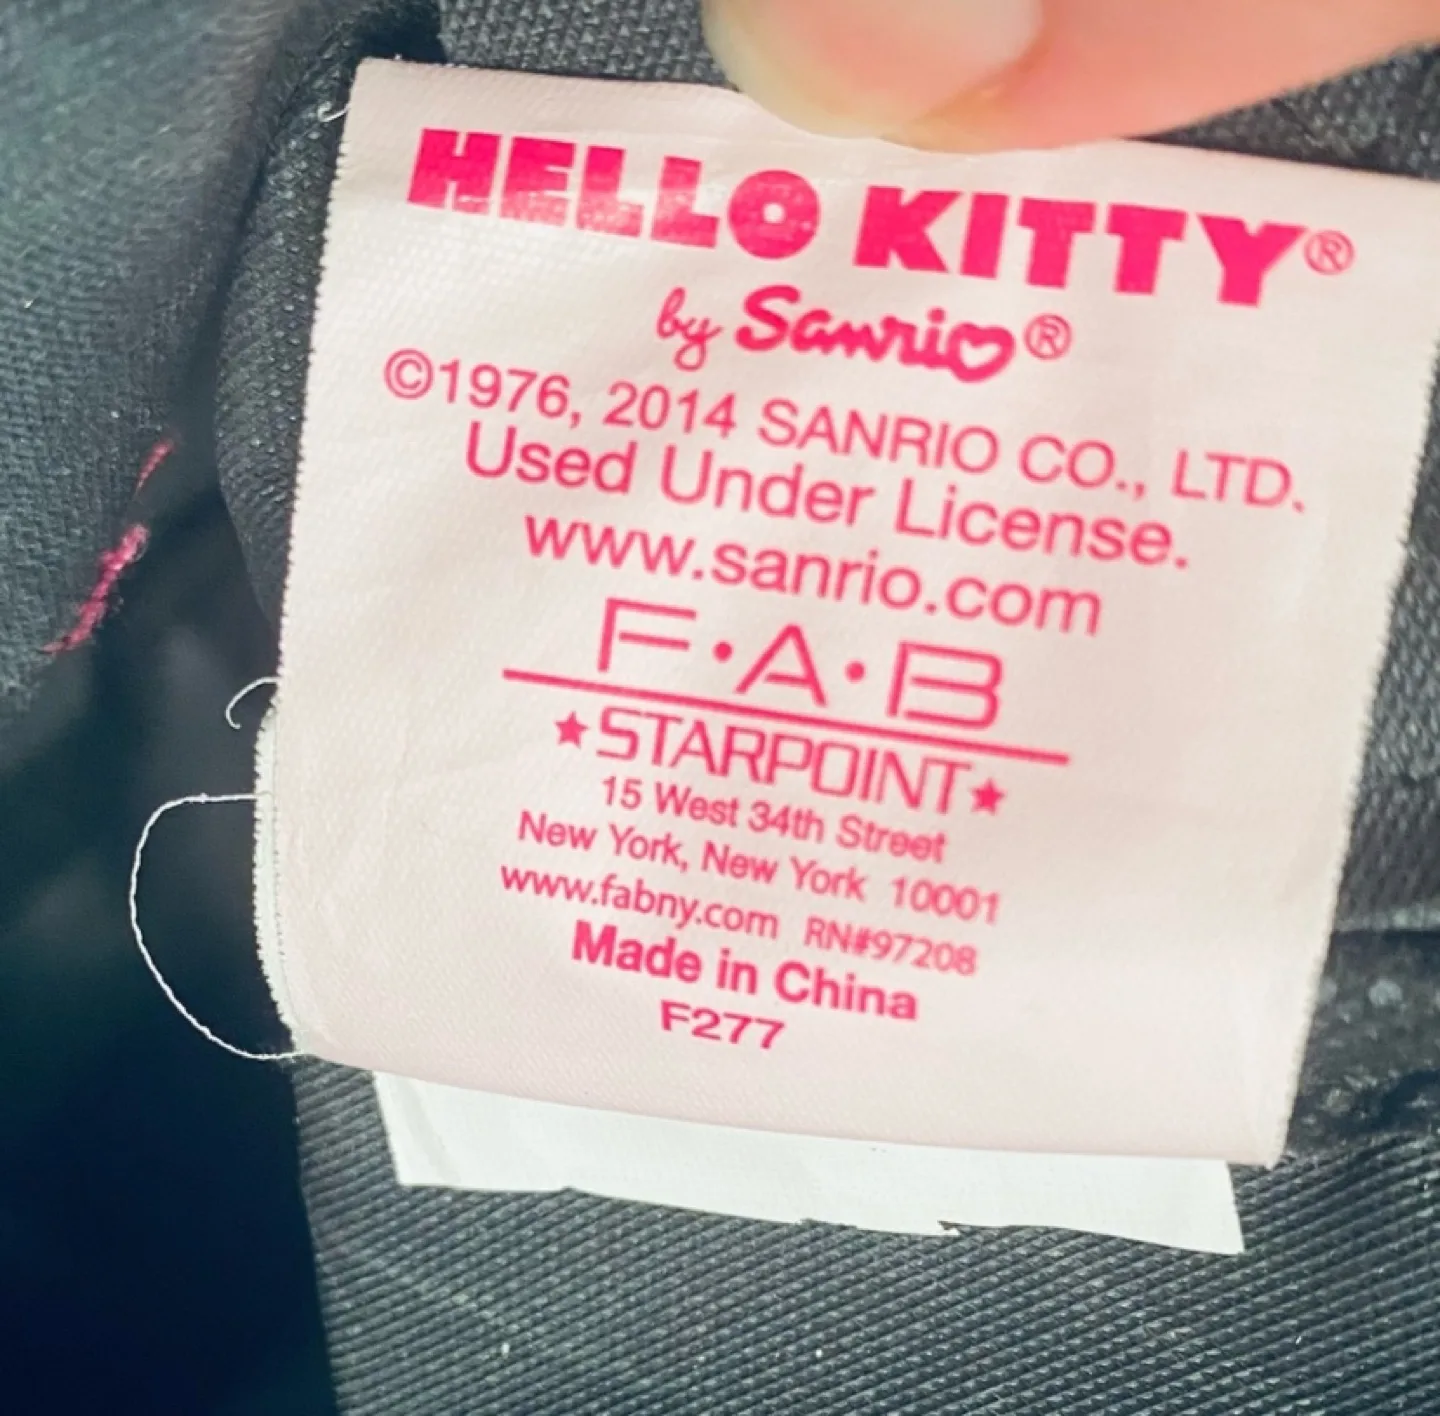 HELLO KITTY®
by Sanrio®
©1976, 2014 SANRIO CO., LTD.
Used Under License.
www.sanrio.com
F·A·B
★STARPOINT★
15 West 34th Street
New York, New York 10001
www.fabny.com RN#97208
Made in China
F277